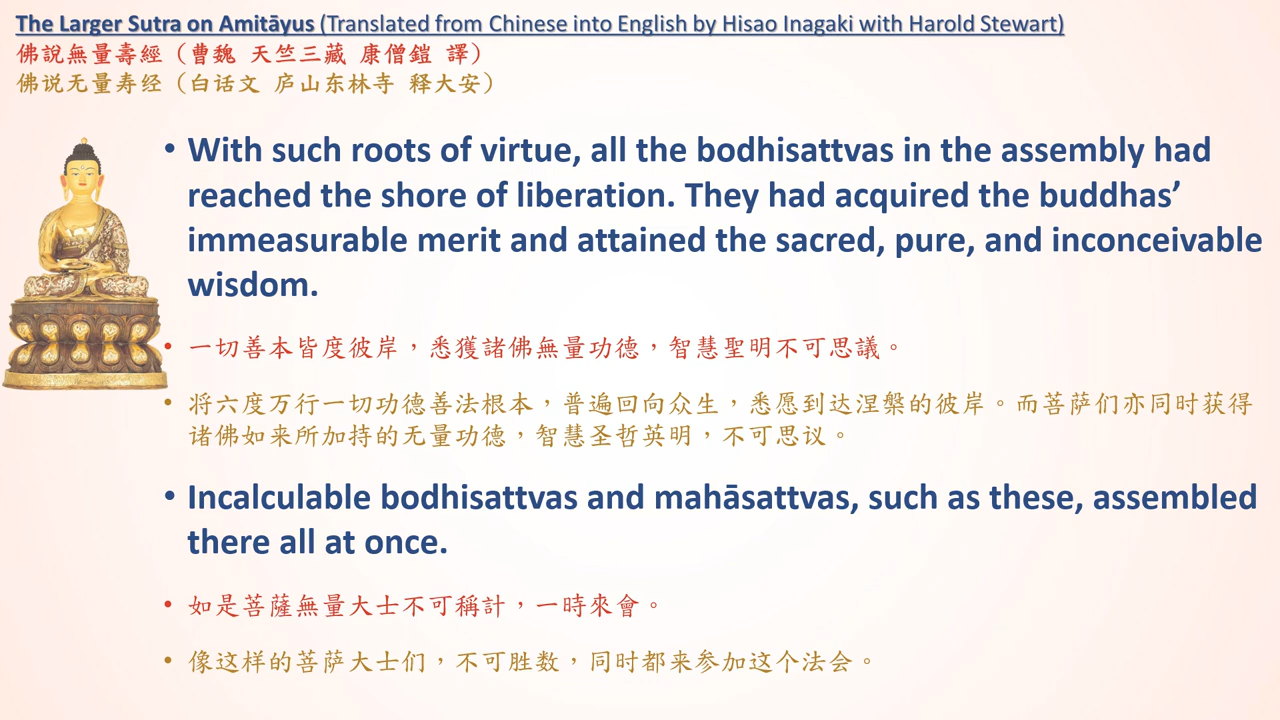 The Larger Sutra on Amitāyus (Translated from Chinese into English by Hisao Inagaki with Harold Stewart)
佛說無量壽經（曹魏 天竺三藏 康僧鎧 譯）
佛说无量寿经（白话文 庐山东林寺 释大安）
• With such roots of virtue, all the bodhisattvas in the assembly had
reached the shore of liberation. They had acquired the buddhas’
immeasurable merit and attained the sacred, pure, and inconceivable
wisdom.
• 一切善本皆度彼岸，悉獲諸佛無量功德，智慧聖明不可思議。
• 将六度万行一切功德善法根本，普遍回向众生，悉愿到达涅槃的彼岸。而菩萨们亦同时获得
诸佛如来所加持的无量功德，智慧圣哲英明，不可思议。
• Incalculable bodhisattvas and mahāsattvas, such as these, assembled
there all at once.
• 如是菩薩無量大士不可稱計，一時來會。
• 像这样的菩萨大士们，不可胜数，同时都来参加这个法会。